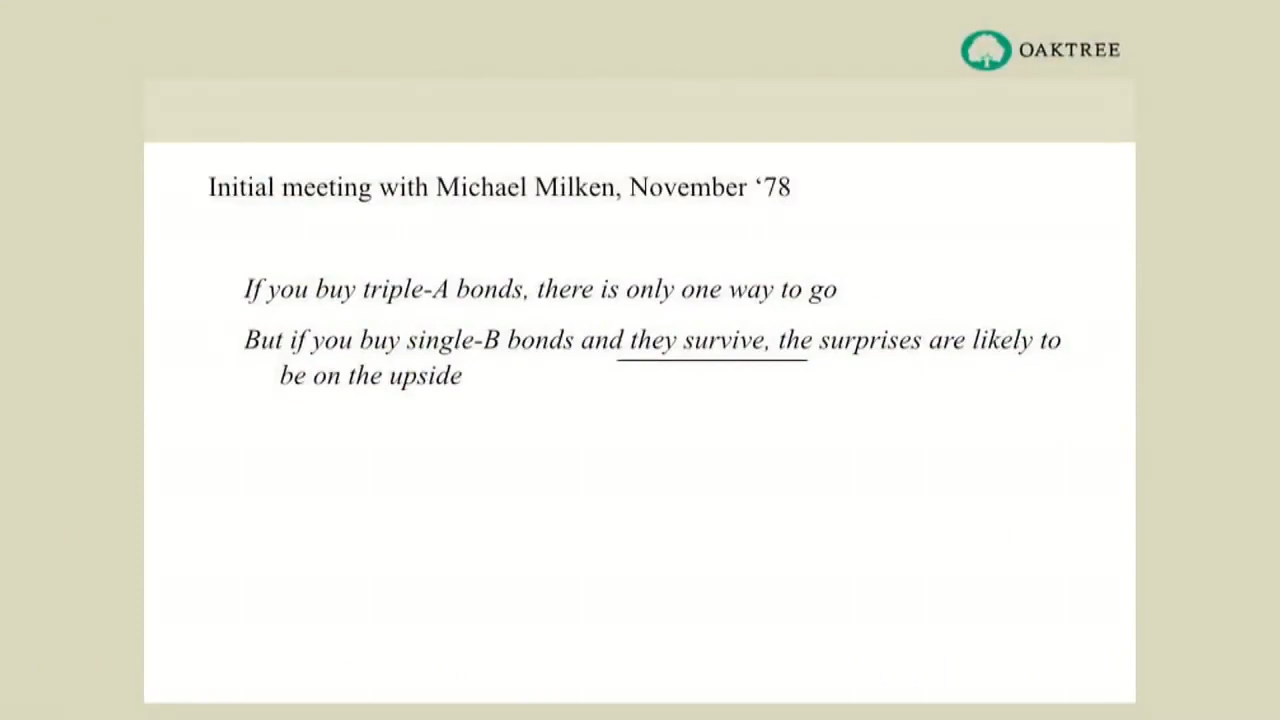 OAKTREE
Initial meeting with Michael Milken, November ‘78
If you buy triple-A bonds, there is only one way to go
But if you buy single-B bonds and they survive, the surprises are likely to
be on the upside